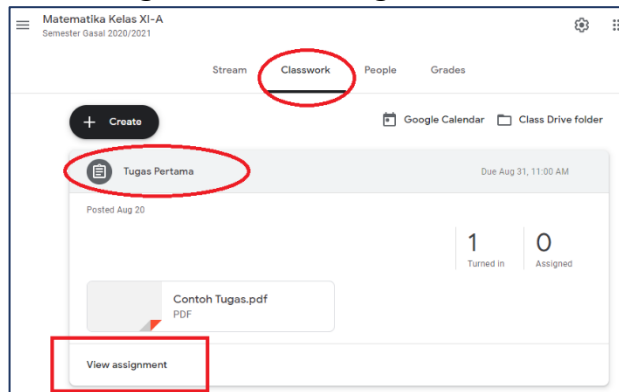 Matematika Kelas XI-A
Semester Gasal 2020/2021
Stream Classwork People Grades
+ Create Google Calendar Class Drive folder
Tugas Pertama Due Aug 31, 11:00 AM
Posted Aug 20
1 0
Turned in Assigned
Contoh Tugas.pdf
PDF
View assignment